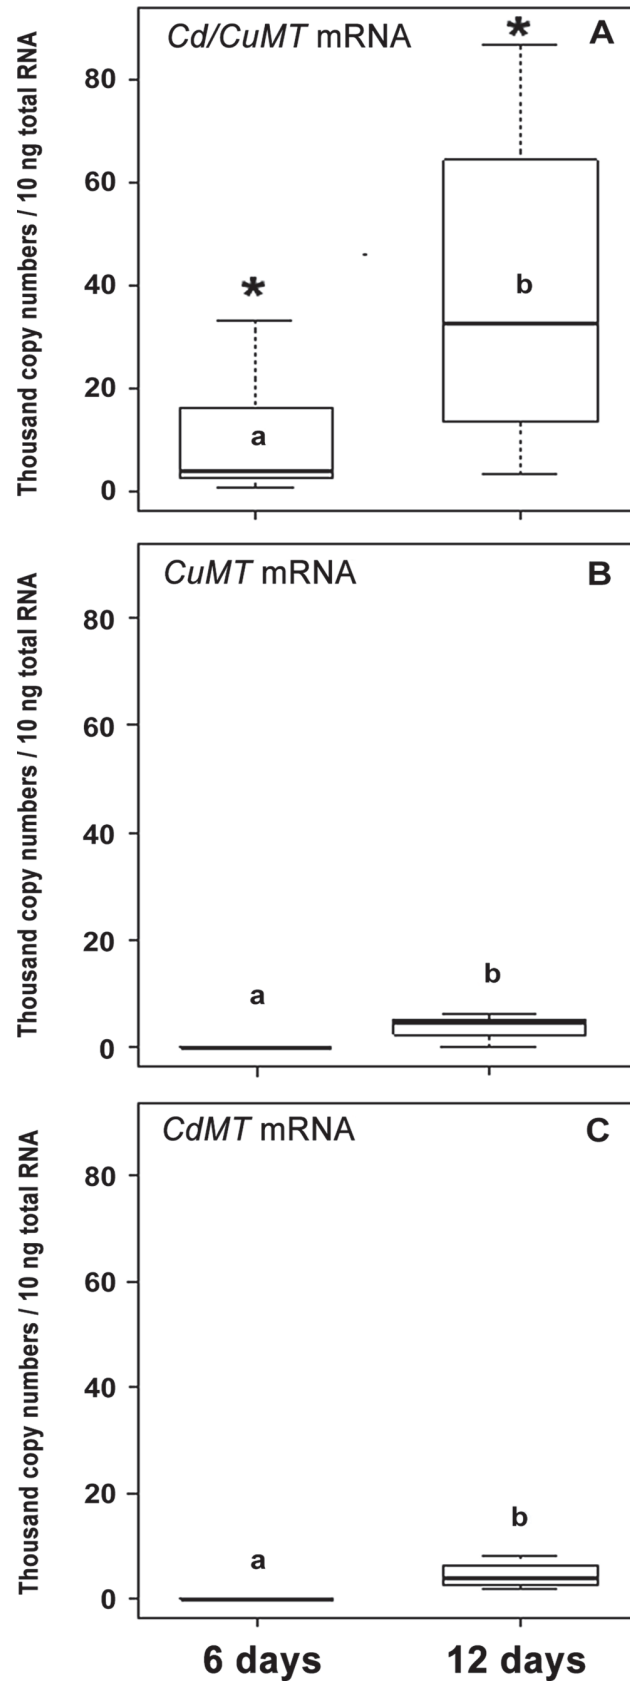 Cd/CuMT mRNA
A
*
*
Thousand copy numbers / 10 ng total RNA
80
60
40
20
0
a
b
CuMT mRNA
B
Thousand copy numbers / 10 ng total RNA
80
60
40
20
0
a
b
CdMT mRNA
C
Thousand copy numbers / 10 ng total RNA
80
60
40
20
0
a
b
6 days
12 days